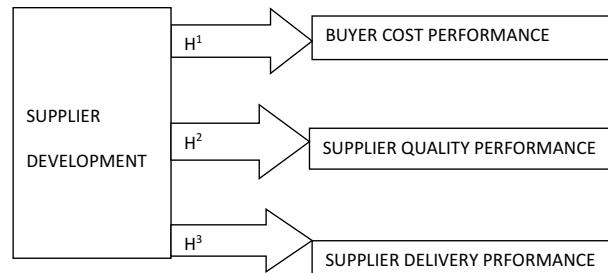 H¹
BUYER COST PERFORMANCE
SUPPLIER
DEVELOPMENT
H²
SUPPLIER QUALITY PERFORMANCE
H³
SUPPLIER DELIVERY PRFORMANCE